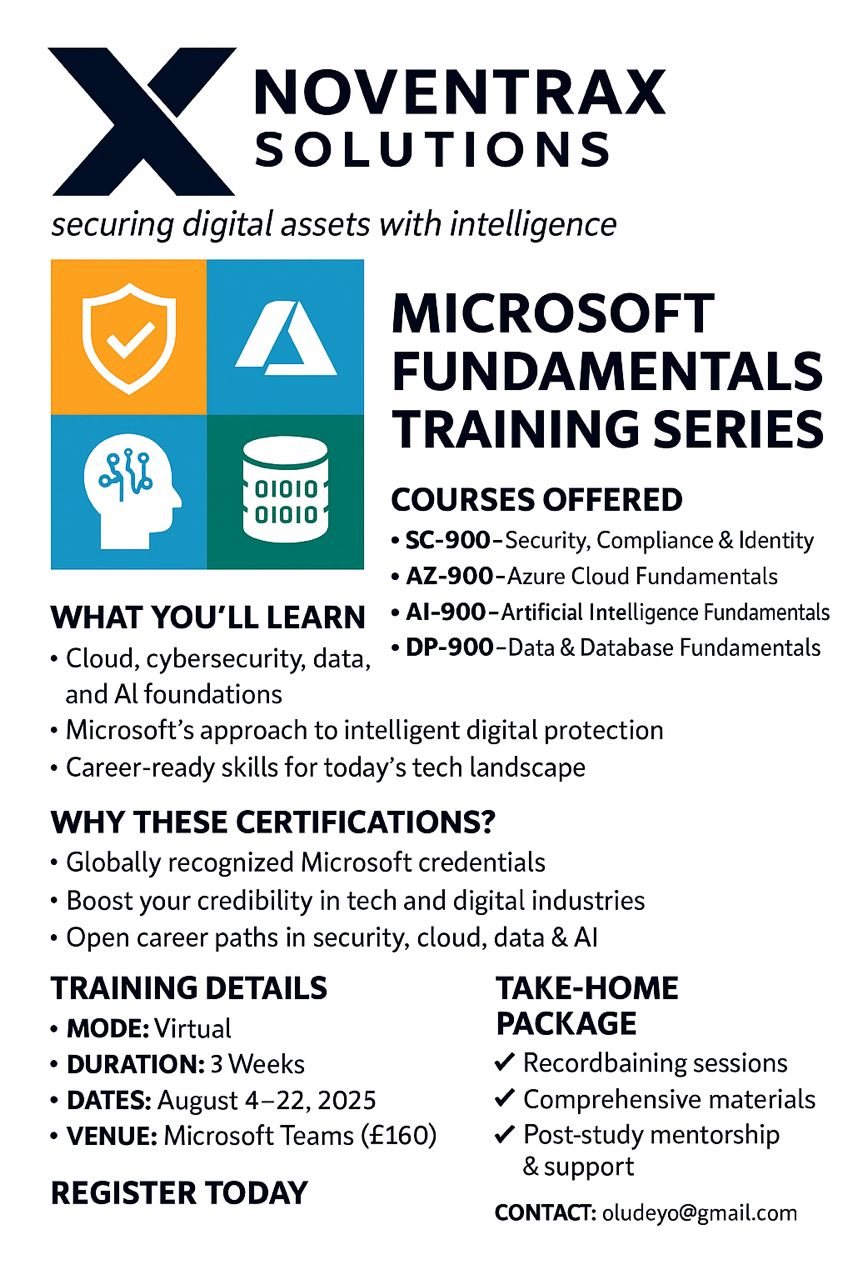 NOVENTRAX
SOLUTIONS
securing digital assets with intelligence
MICROSOFT
FUNDAMENTALS
TRAINING SERIES
COURSES OFFERED
• SC-900–Security, Compliance & Identity
• AZ-900–Azure Cloud Fundamentals
• AI-900–Artificial Intelligence Fundamentals
• DP-900–Data & Database Fundamentals
01010
01010
WHAT YOU'LL LEARN
• Cloud, cybersecurity, data,
and Al foundations
• Microsoft's approach to intelligent digital protection
• Career-ready skills for today's tech landscape
WHY THESE CERTIFICATIONS?
• Globally recognized Microsoft credentials
• Boost your credibility in tech and digital industries
• Open career paths in security, cloud, data & AI
TRAINING DETAILS
• MODE: Virtual
• DURATION: 3 Weeks
• DATES: August 4–22, 2025
• VENUE: Microsoft Teams (£160)
REGISTER TODAY
TAKE-HOME
PACKAGE
✓ Recordbaining sessions
✓ Comprehensive materials
✓ Post-study mentorship
& support
CONTACT: oludeyo@gmail.com